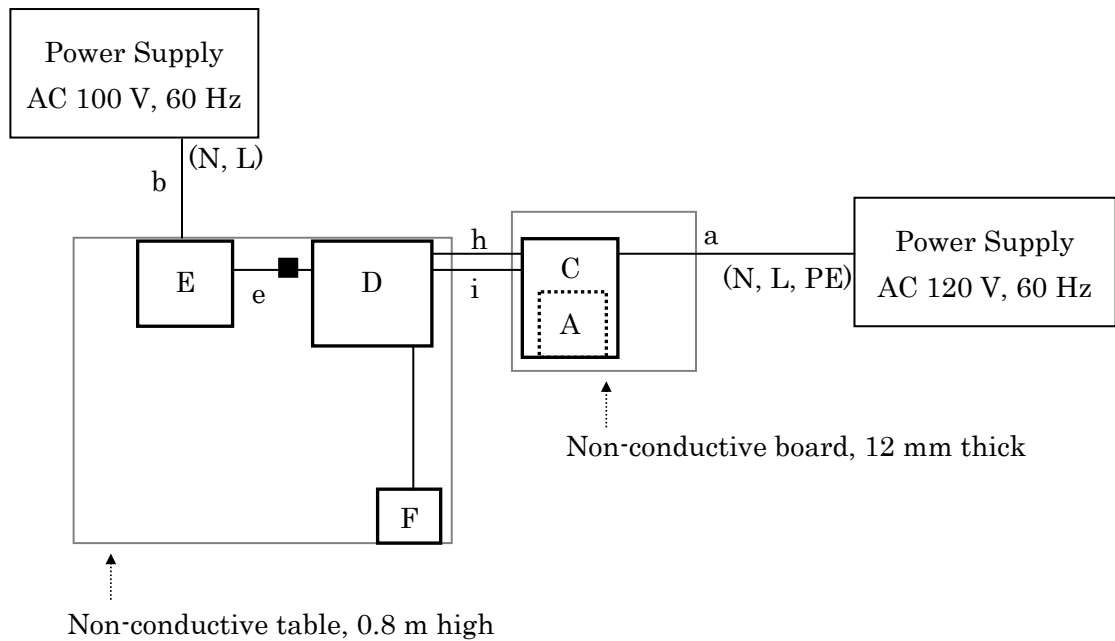 Power Supply
AC 100 V, 60 Hz
(N, L)
b
h
a
C
Power Supply
E
D
e
i
(N, L, PE)
AC 120 V, 60 Hz
A
Non-conductive board, 12 mm thick
F
Non-conductive table, 0.8 m high